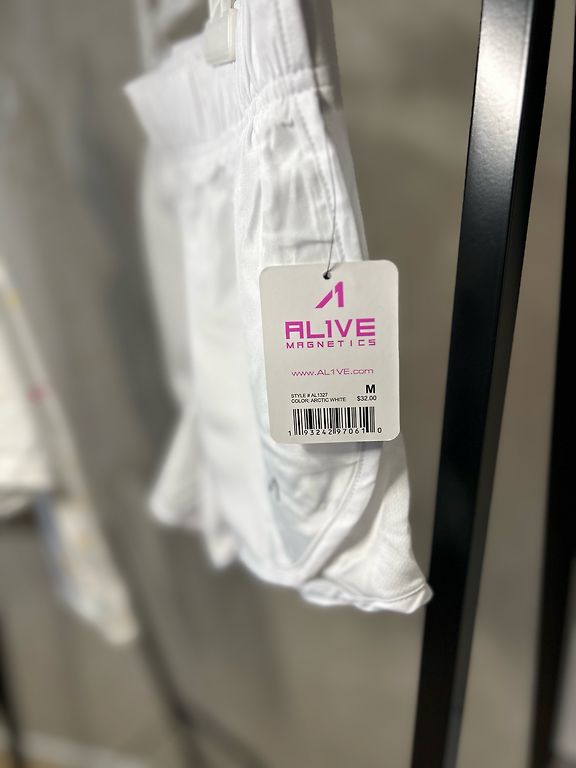 AL1VE
MAGNETICS
www.AL1VE.com
M
STYLE # AL1327
COLOR: ARCTIC WHITE $32.00
1 93242 97061 0